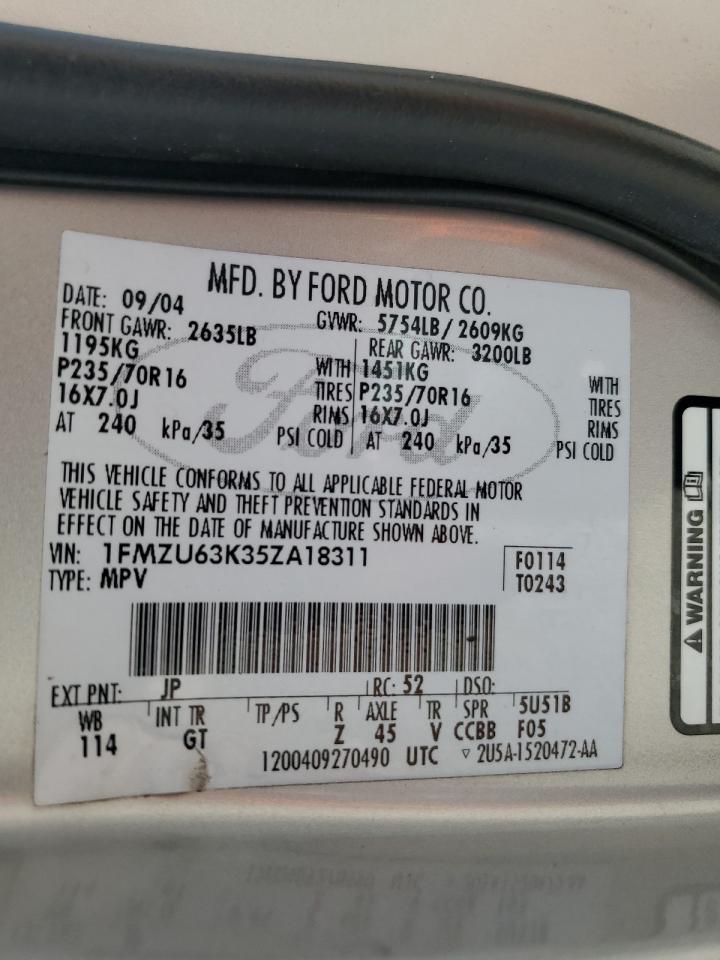 MFD. BY FORD MOTOR CO.
DATE: 09/04 GVWR: 5754LB / 2609KG
FRONT GAWR: 2635LB REAR GAWR: 3200LB
1195KG WITH 1451KG WITH
P235/70R16 TIRES P235/70R16 TIRES
16X7.0J RIMS 16X7.0J RIMS
AT 240 kPa/35 PSI COLD AT 240 kPa/35 PSI COLD
THIS VEHICLE CONFORMS TO ALL APPLICABLE FEDERAL MOTOR
VEHICLE SAFETY AND THEFT PREVENTION STANDARDS IN
EFFECT ON THE DATE OF MANUFACTURE SHOWN ABOVE.
VIN: 1FMZU63K35ZA18311 F0114
TYPE: MPV T0243
EXT PNT: JP RC: 52 DSO:
WB INT TR TP/PS R AXLE TR SPR 5U51B
114 GT Z 45 V CCBB F05
1200409270490 UTC ▽ 2U5A-1520472-AA
Ford
WARNING